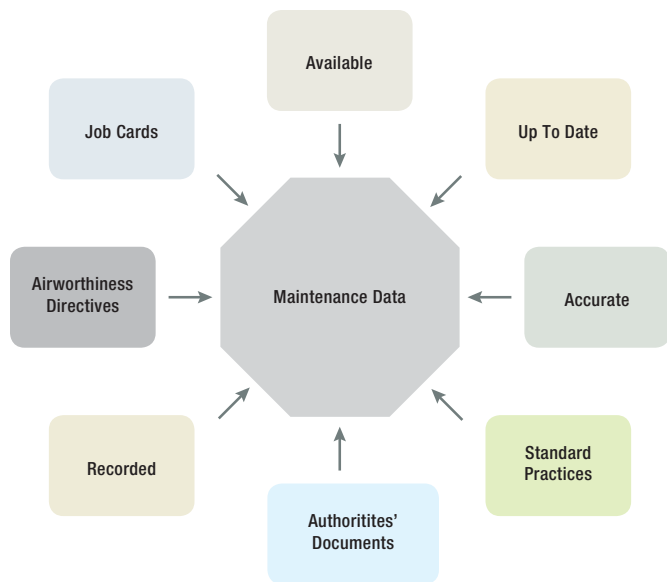 Available
Job Cards
Up To Date
Airworthiness
Directives
Maintenance Data
Accurate
Recorded
Standard
Practices
Authoritites'
Documents